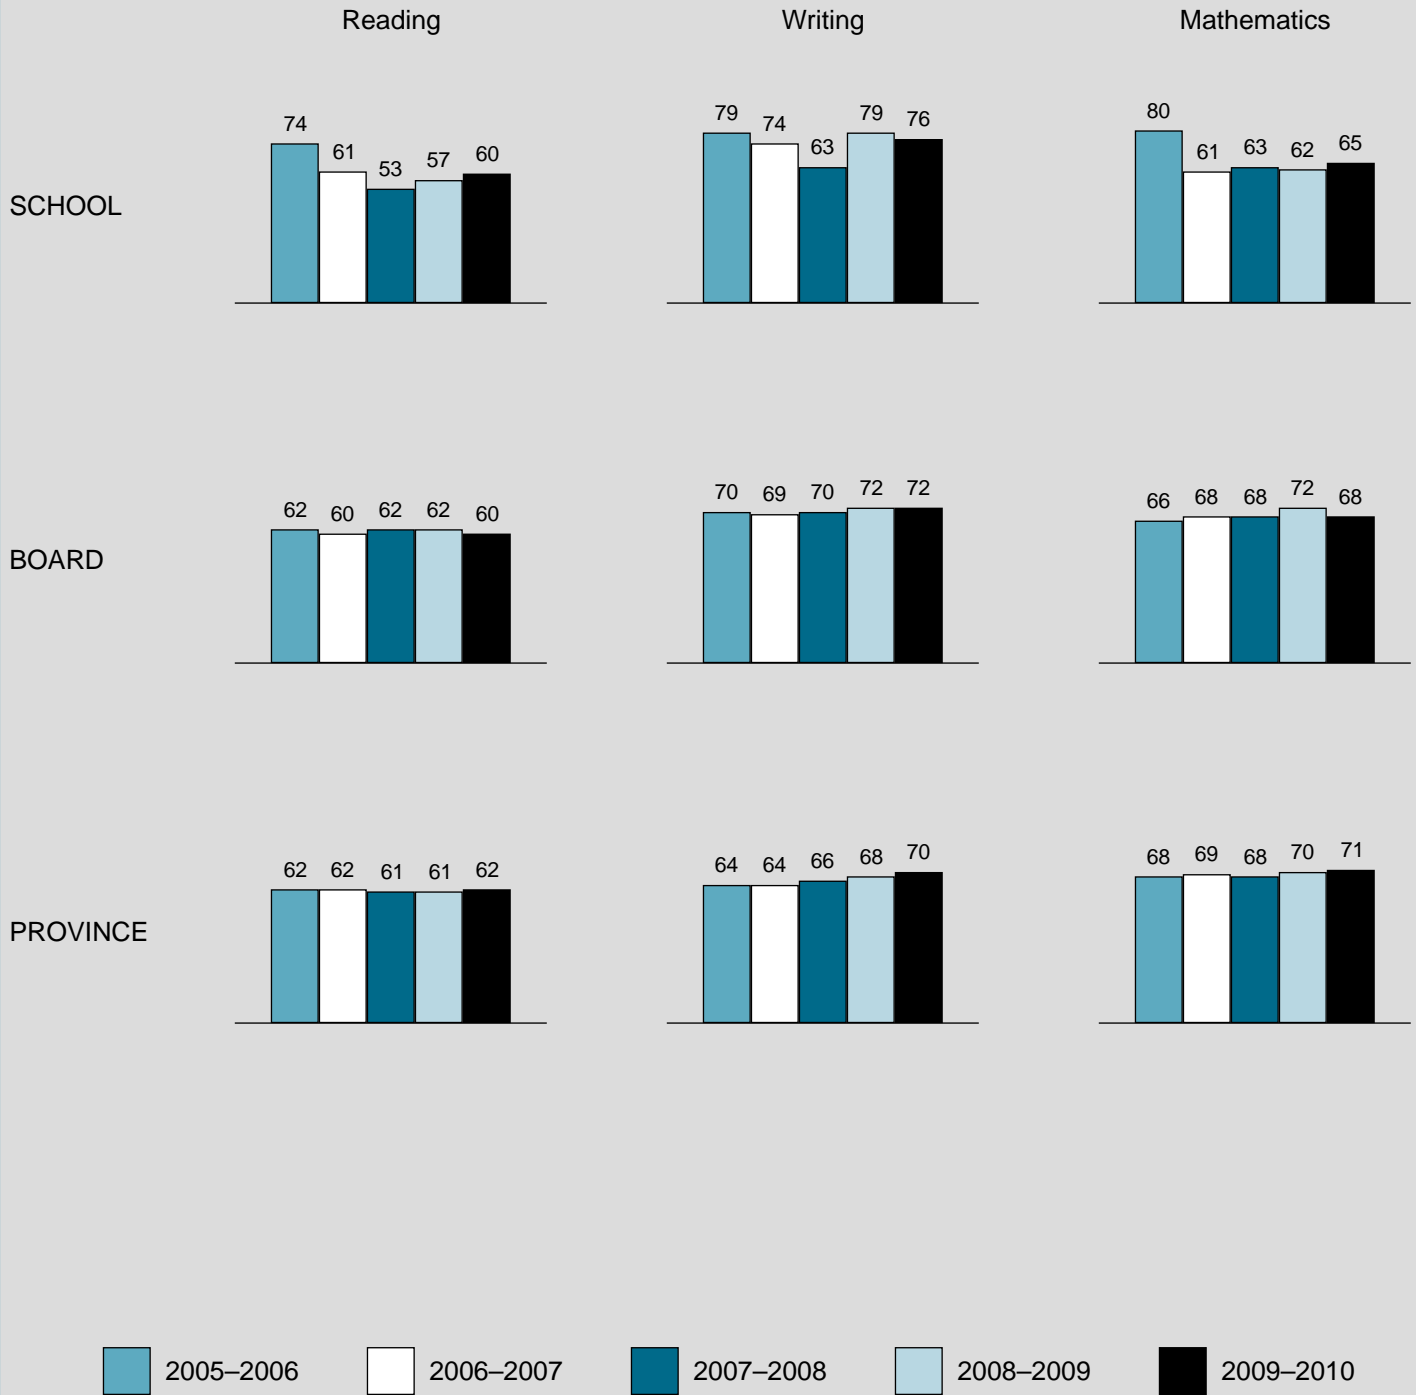 Reading Writing Mathematics
SCHOOL
74 61 53 57 60
79 74 63 79 76
80 61 63 62 65
BOARD
62 60 62 62 60
70 69 70 72 72
66 68 68 72 68
PROVINCE
62 62 61 61 62
64 64 66 68 70
68 69 68 70 71
2005–2006 2006–2007 2007–2008 2008–2009 2009–2010